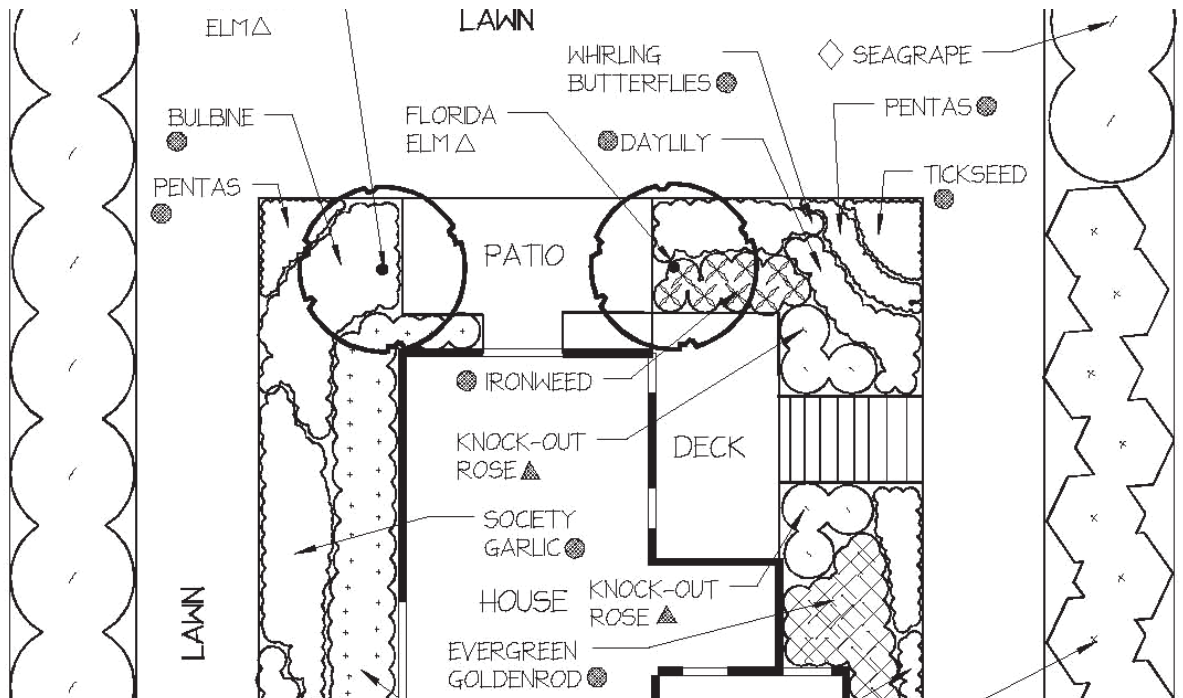 ELM
LAWN
WHIRLING
BUTTERFLIES
SEAGRAPE
BULBINE
FLORIDA
ELM
DAYLILY
PENTAS
PENTAS
TICKSEED
PATIO
IRONWEED
KNOCK-OUT
ROSE
DECK
SOCIETY
GARLIC
HOUSE
KNOCK-OUT
ROSE
LAWN
EVERGREEN
GOLDENROD